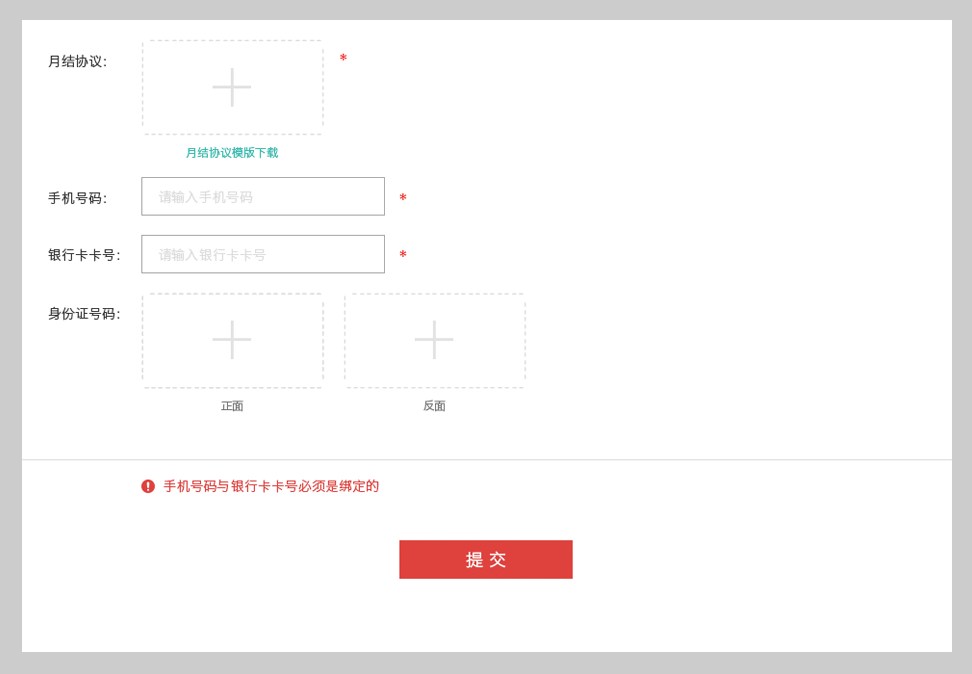 月结协议: *
月结协议模版下载
手机号码: 请输入手机号码 *
银行卡卡号: 请输入银行卡卡号 *
身份证号码:
正面 反面
手机号码与银行卡卡号必须是绑定的
提 交